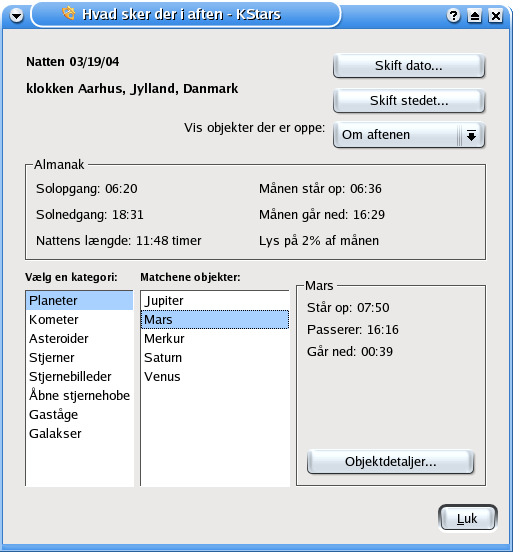 Hvad sker der i aften - KStars
Natten 03/19/04
Skift dato...
klokken Aarhus, Jylland, Danmark
Skift stedet...
Vis objekter der er oppe:
Om aftenen
Almanak
Solopgang: 06:20
Månen står op: 06:36
Solnedgang: 18:31
Månen går ned: 16:29
Nattens længde: 11:48 timer
Lys på 2% af månen
Vælg en kategori:
Matchene objekter:
Planeter
Kometer
Asteroider
Stjerner
Stjernebilleder
Åbne stjernehobe
Gaståge
Galakser
Jupiter
Mars
Merkur
Saturn
Venus
Mars
Står op: 07:50
Passerer: 16:16
Går ned: 00:39
Objektdetaljer...
Luk